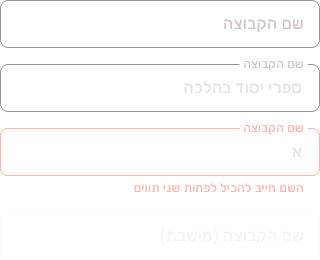 שם הקבוצה
שם הקבוצה
ספרי יסוד בהלכה
שם הקבוצה
א
השם חייב להכיל לפחות שני תווים
שם הקבוצה (מושבת)